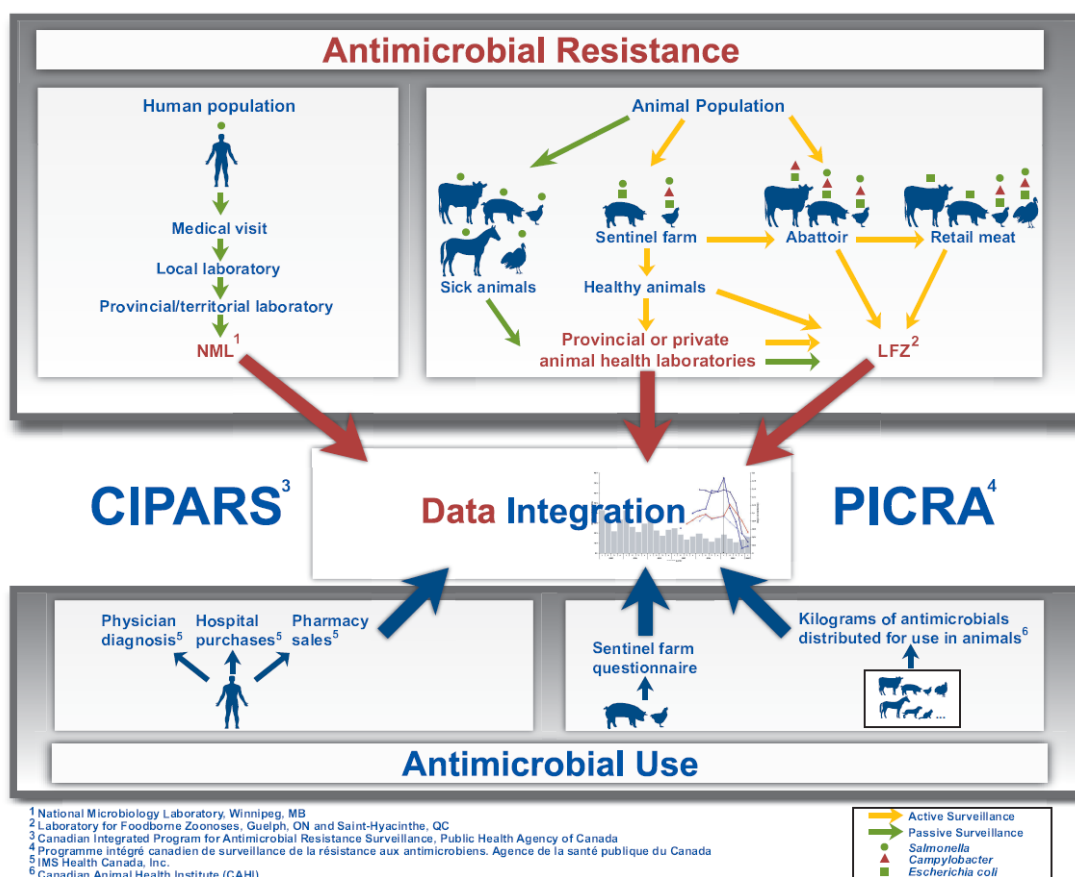 Antimicrobial Resistance
Human population
Medical visit
Local laboratory
Provincial/territorial laboratory
NML1
Animal Population
Sick animals
Sentinel farm
Abattoir
Retail meat
Healthy animals
Provincial or private
animal health laboratories
LFZ2
CIPARS3
Data Integration
PICRA4
Physician
diagnosis5
Hospital
purchases5
Pharmacy
sales5
Sentinel farm
questionnaire
Kilograms of antimicrobials
distributed for use in animals6
...
Antimicrobial Use
1 National Microbiology Laboratory, Winnipeg, MB
2 Laboratory for Foodborne Zoonoses, Guelph, ON and Saint-Hyacinthe, QC
3 Canadian Integrated Program for Antimicrobial Resistance Surveillance, Public Health Agency of Canada
4 Programme intégré canadien de surveillance de la résistance aux antimicrobiens. Agence de la santé publique du Canada
5 IMS Health Canada, Inc.
6 Canadian Animal Health Institute (CAHI)
Active Surveillance
Passive Surveillance
Salmonella
Campylobacter
Escherichia coli